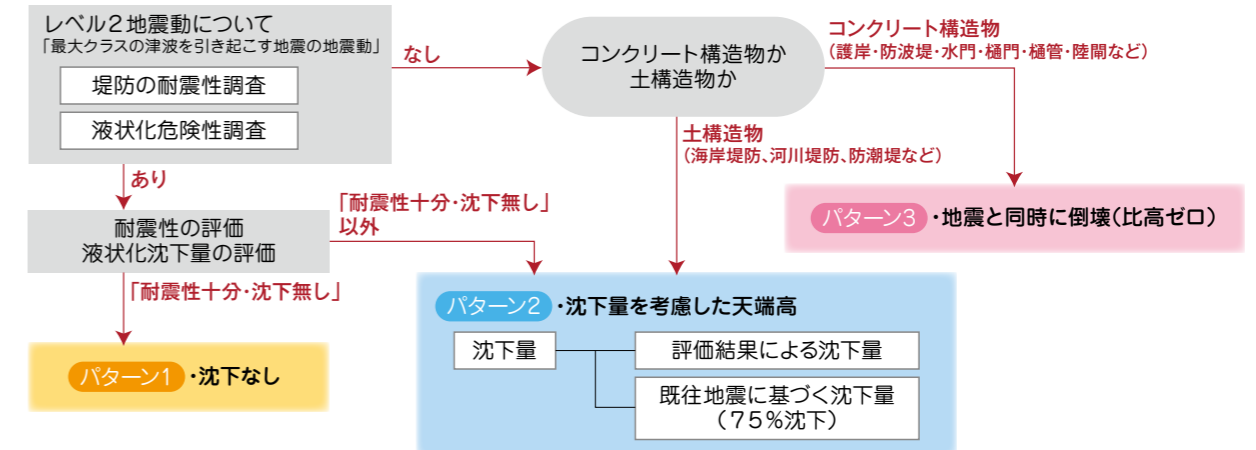 レベル2地震動について
「最大クラスの津波を引き起こす地震の地震動」
堤防の耐震性調査
液状化危険性調査
なし
コンクリート構造物か
土構造物か
コンクリート構造物
(護岸・防波堤・水門・樋門・樋管・陸閘など)
土構造物
(海岸堤防、河川堤防、防潮堤など)
あり
耐震性の評価
液状化沈下量の評価
「耐震性十分・沈下無し」
以外
パターン3 ・地震と同時に倒壊(比高ゼロ)
「耐震性十分・沈下無し」
パターン1 ・沈下なし
パターン2 ・沈下量を考慮した天端高
沈下量
評価結果による沈下量
既往地震に基づく沈下量
(75%沈下)